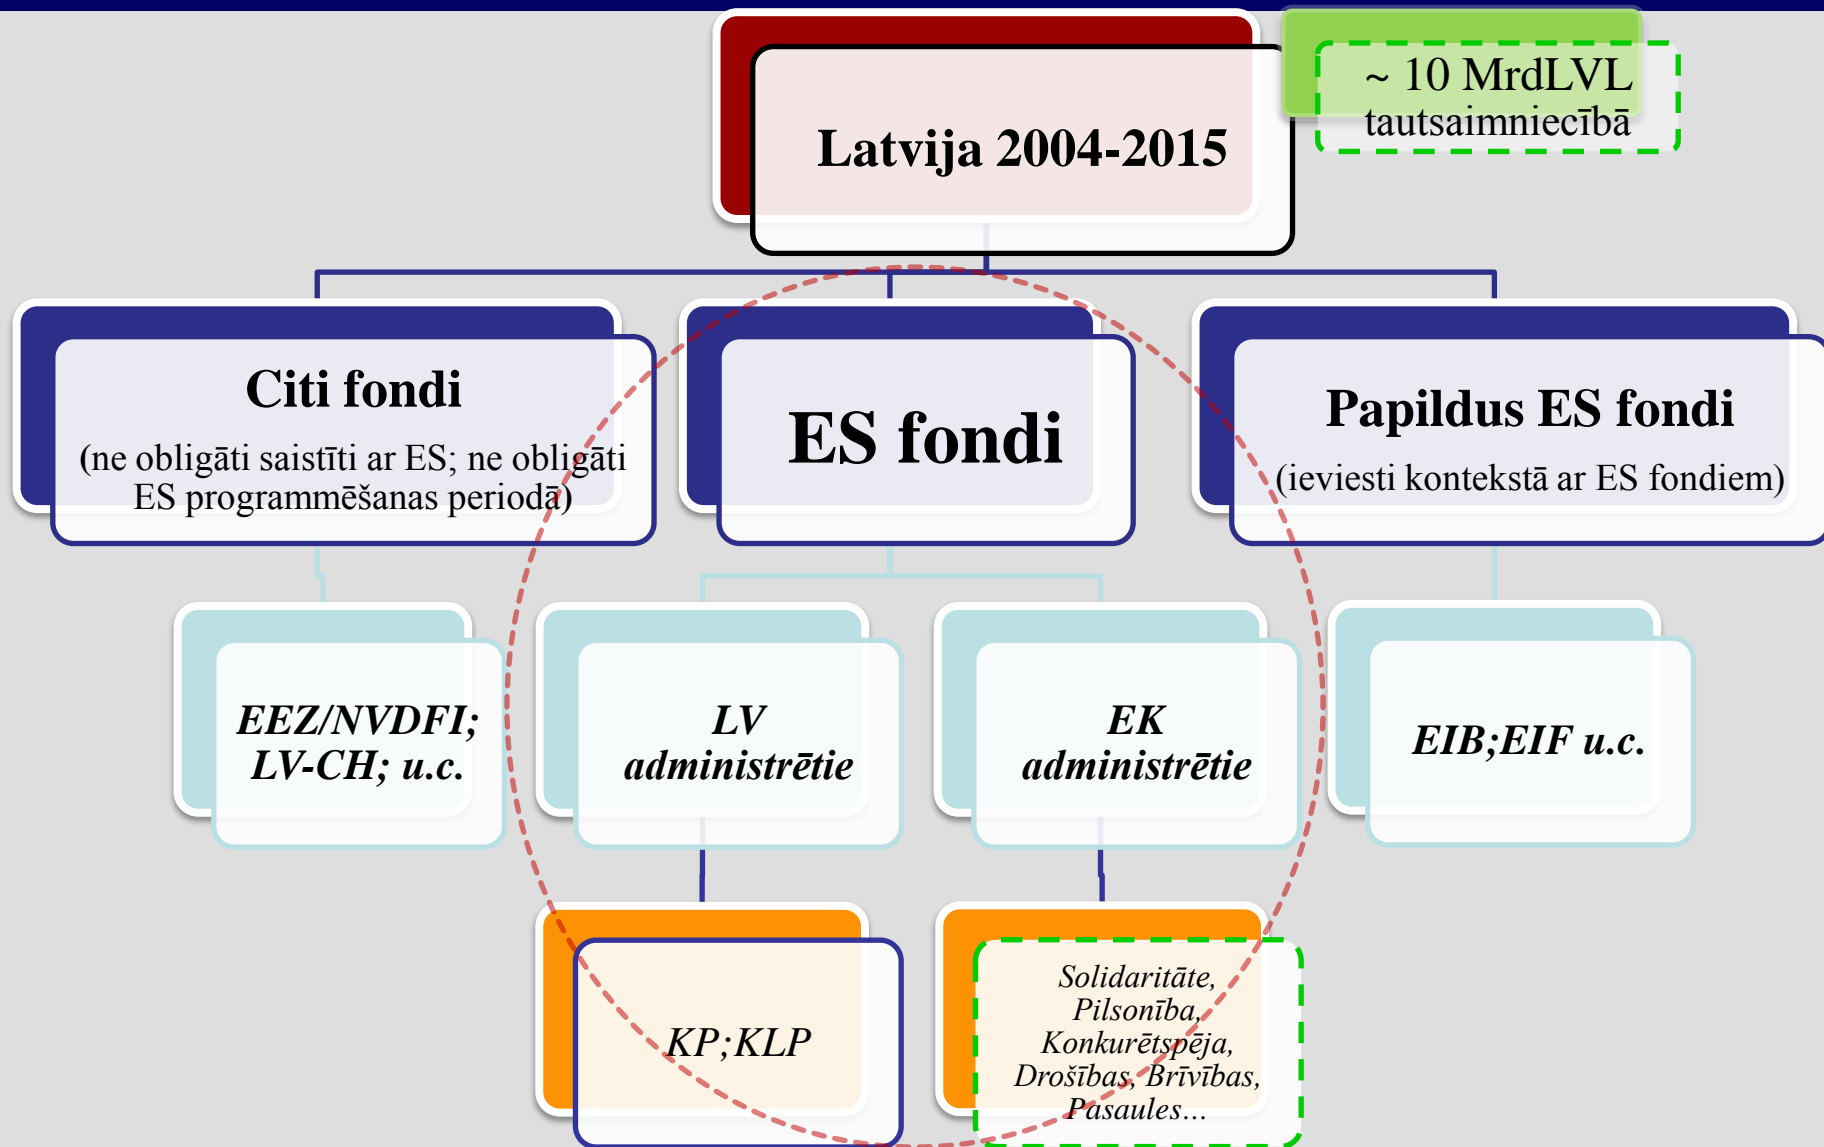 ~ 10 MrdLVL
tautsaimniecībā
Latvija 2004-2015
Citi fondi
(ne obligāti saistīti ar ES; ne obligāti
ES programmēšanas periodā)
ES fondi
Papildus ES fondi
(ieviesti kontekstā ar ES fondiem)
EEZ/NVDFI;
LV-CH; u.c.
LV
administrētie
EK
administrētie
EIB;EIF u.c.
KP;KLP
Solidaritāte,
Pilsonība,
Konkurētspēja,
Drošības, Brīvības,
Pasaules…